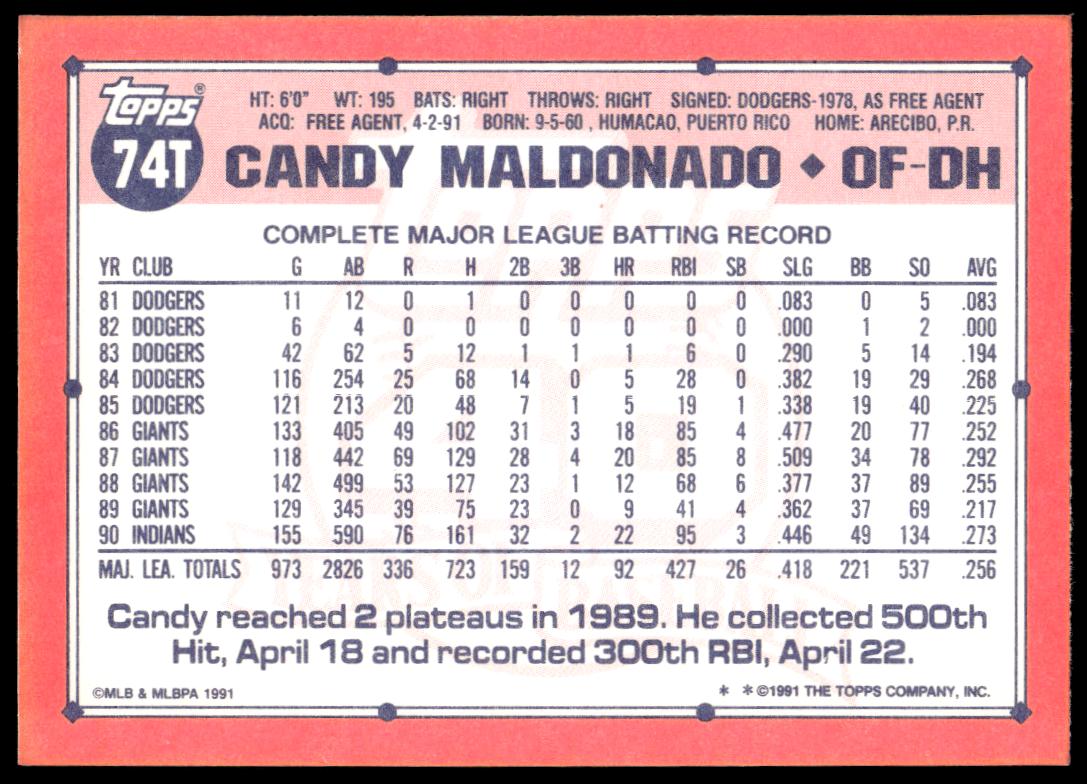 topps®
74T
HT: 6'0" WT: 195 BATS: RIGHT THROWS: RIGHT SIGNED: DODGERS-1978, AS FREE AGENT
ACQ: FREE AGENT, 4-2-91 BORN: 9-5-60 , HUMACAO, PUERTO RICO HOME: ARECIBO, P.R.
CANDY MALDONADO ◆ OF-DH
COMPLETE MAJOR LEAGUE BATTING RECORD
YR CLUB G AB R H 2B 3B HR RBI SB SLG BB SO AVG
81 DODGERS 11 12 0 1 0 0 0 0 0 .083 0 5 .083
82 DODGERS 6 4 0 0 0 0 0 0 0 .000 1 2 .000
83 DODGERS 42 62 5 12 1 1 1 6 0 .290 5 14 .194
84 DODGERS 116 254 25 68 14 0 5 28 0 .382 19 29 .268
85 DODGERS 121 213 20 48 7 1 5 19 1 .338 19 40 .225
86 GIANTS 133 405 49 102 31 3 18 85 4 .477 20 77 .252
87 GIANTS 118 442 69 129 28 4 20 85 8 .509 34 78 .292
88 GIANTS 142 499 53 127 23 1 12 68 6 .377 37 89 .255
89 GIANTS 129 345 39 75 23 0 9 41 4 .362 37 69 .217
90 INDIANS 155 590 76 161 32 2 22 95 3 .446 49 134 .273
MAJ. LEA. TOTALS 973 2826 336 723 159 12 92 427 26 .418 221 537 .256
Candy reached 2 plateaus in 1989. He collected 500th
Hit, April 18 and recorded 300th RBI, April 22.
©MLB & MLBPA 1991 * *©1991 THE TOPPS COMPANY, INC.
topps
40
YEARS OF BASEBALL